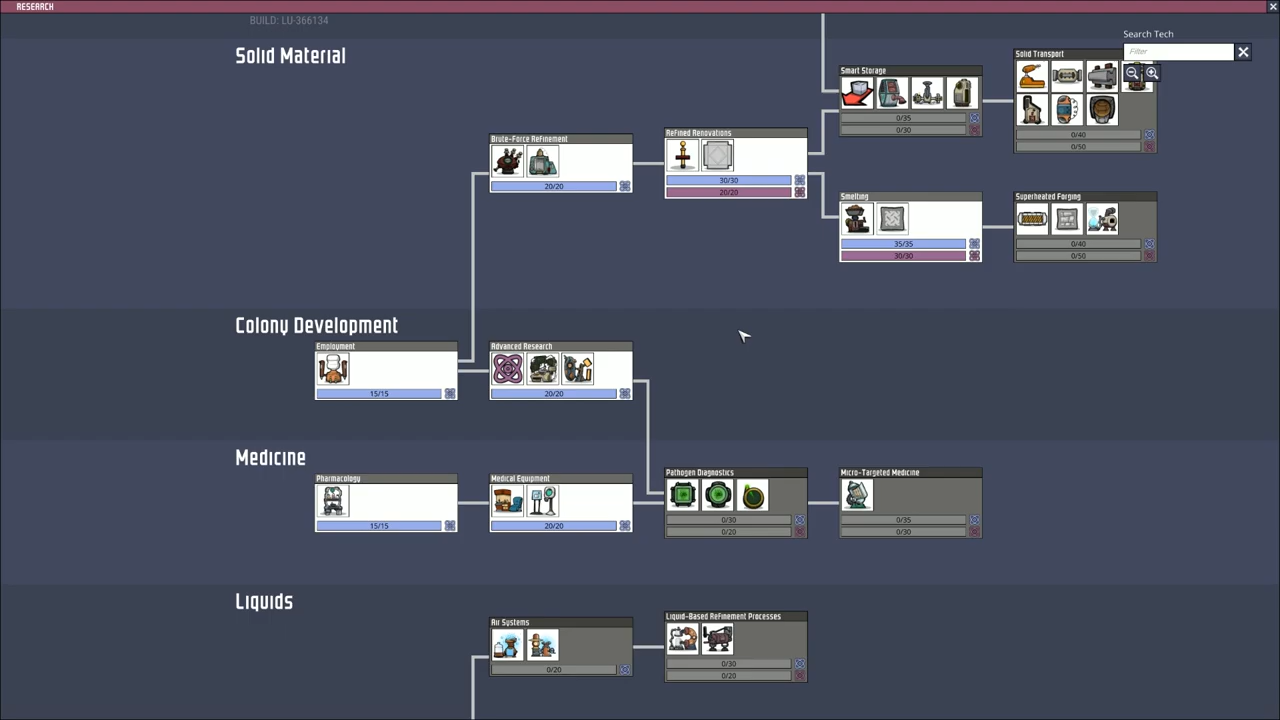 RESEARCH
BUILD: LU-366134
Search Tech
Filter
Solid Material
Solid Transport
0/40
0/50
Smart Storage
0/35
0/30
Brute-Force Refinement
20/20
Refined Renovations
30/30
20/20
Smelting
35/35
30/30
Superheated Forging
0/40
0/50
Colony Development
Employment
15/15
Advanced Research
20/20
Medicine
Pharmacology
15/15
Medical Equipment
20/20
Pathogen Diagnostics
0/30
0/20
Micro-Targeted Medicine
0/35
0/30
Liquids
Air Systems
0/20
Liquid-Based Refinement Processes
0/30
0/20